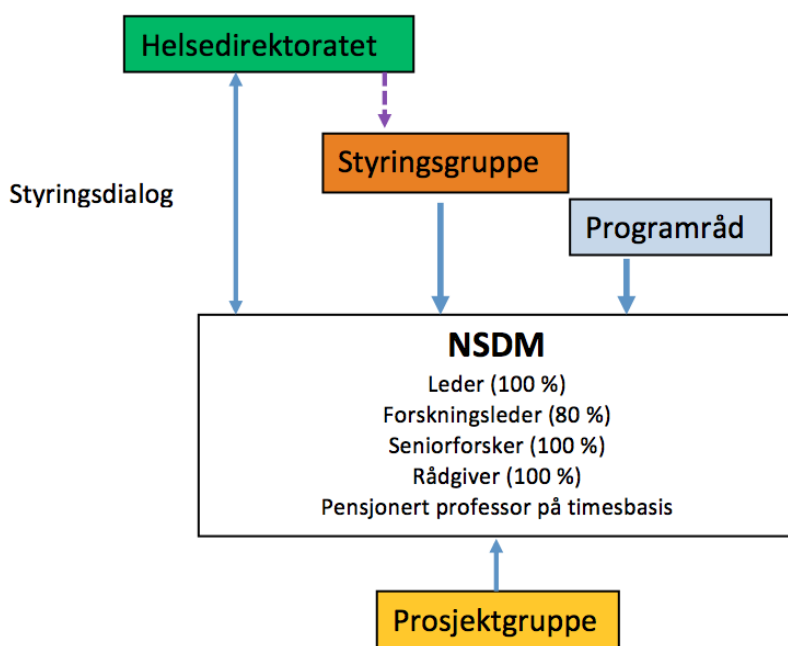 Helsedirektoratet
Styringsgruppe
Styringsdialog
Programråd
NSDM
Leder (100 %)
Forskningsleder (80 %)
Seniorforsker (100 %)
Rådgiver (100 %)
Pensjonert professor på timesbasis
Prosjektgruppe